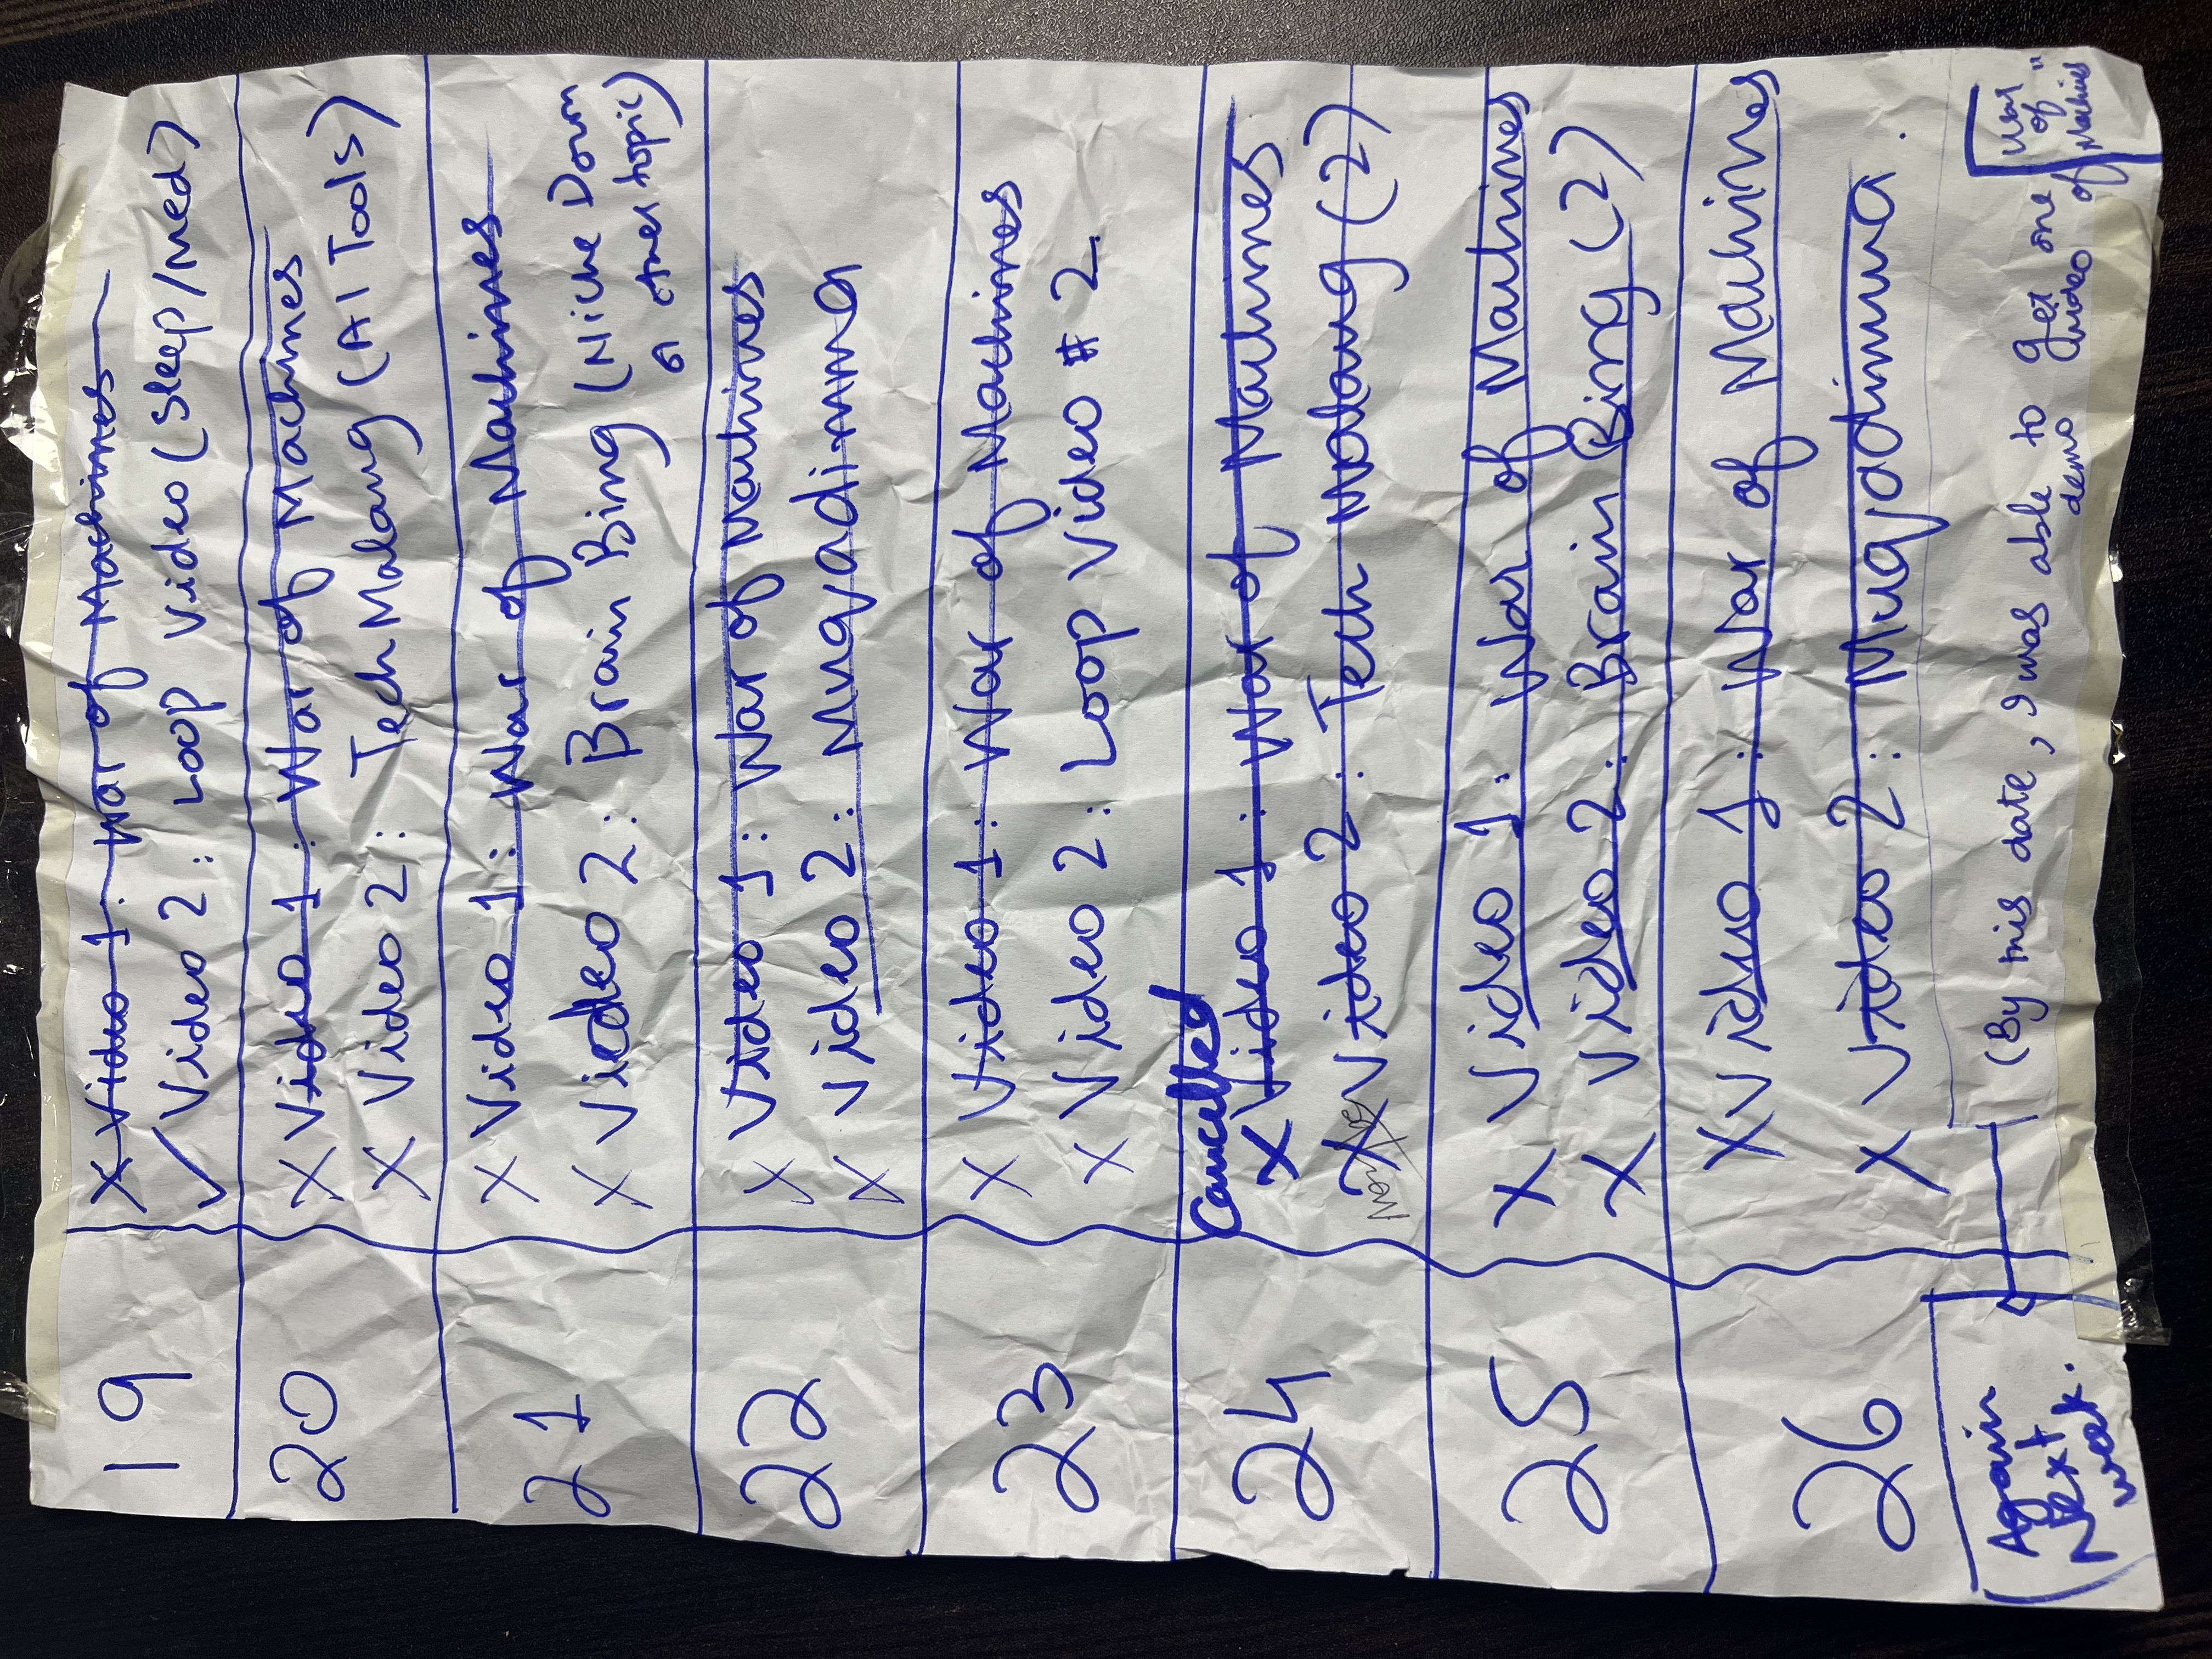 19
X Video 1: War of Machines
✓ Video 2: Loop Video (Sleep/Med)
20
X Video 1: War of Machines
X Video 2: Tech Malang (AI Tools)
21
X Video 1: War of Machines
X Video 2: Brain Bing (Niche Down
or other topic)
22
X Video 1: War of Machines
X Video 2: Muqadimma
23
X Video 1: War of Machines
X Video 2: Loop Video # 2
24
Cancelled
X Video 1: War of Machines
X Video 2: Tech Malang (2)
25
X Video 1: War of Machines
X Video 2: Brain Bing (2)
26
X Video 1: War of Machines
X Video 2: Muqadimma
(Again
Next
week.
(By this date, I was able to get one
demo video of
War
of
Machines"